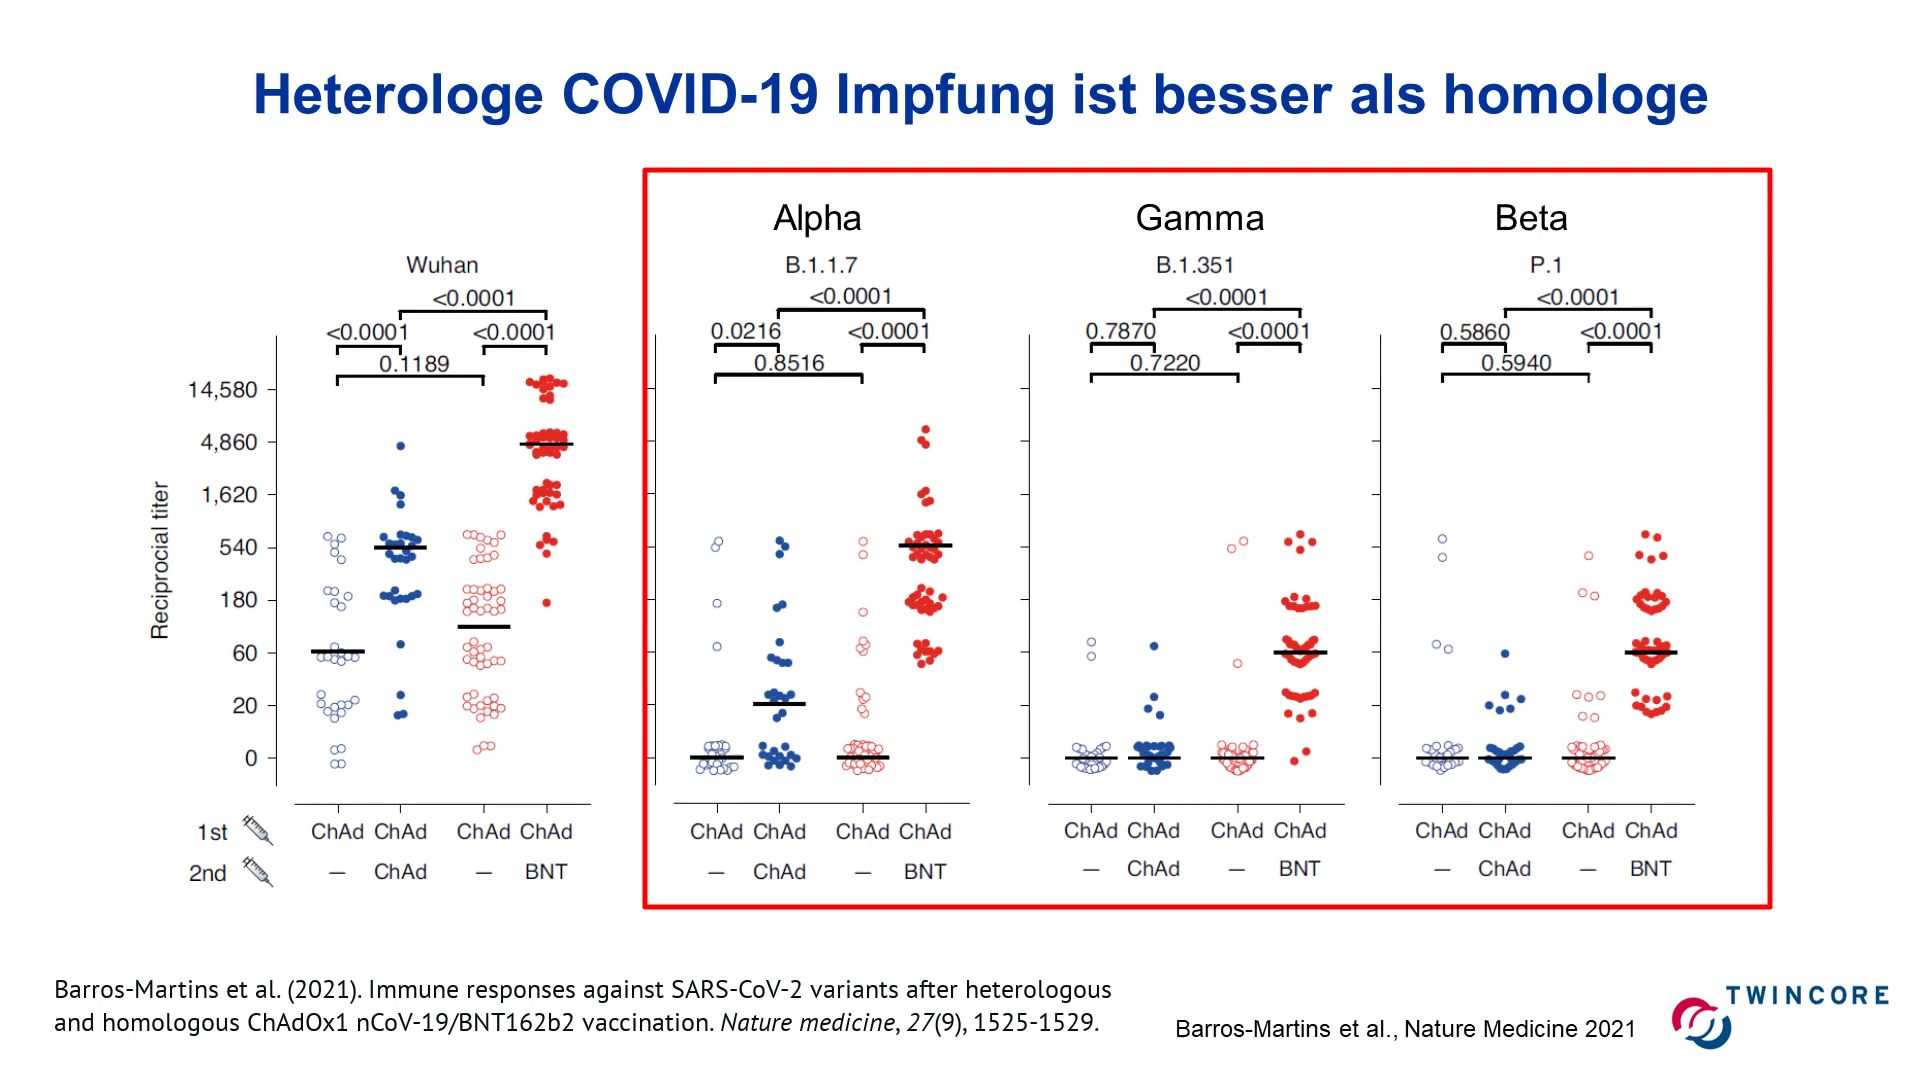 Heterologe COVID-19 Impfung ist besser als homologe
Alpha Gamma Beta
Wuhan B.1.1.7 B.1.351 P.1
<0.0001 <0.0001 <0.0001 <0.0001
<0.0001 <0.0001 0.0216 <0.0001 0.7870 <0.0001 0.5860 <0.0001
0.1189 0.8516 0.7220 0.5940
Reciprocial titer
14,580
4,860
1,620
540
180
60
20
0
1st ChAd ChAd ChAd ChAd ChAd ChAd ChAd ChAd ChAd ChAd ChAd ChAd ChAd ChAd ChAd ChAd
2nd — ChAd — BNT — ChAd — BNT — ChAd — BNT — ChAd — BNT
Barros-Martins et al. (2021). Immune responses against SARS-CoV-2 variants after heterologous
and homologous ChAdOx1 nCoV-19/BNT162b2 vaccination. Nature medicine, 27(9), 1525-1529.
Barros-Martins et al., Nature Medicine 2021
TWINCORE